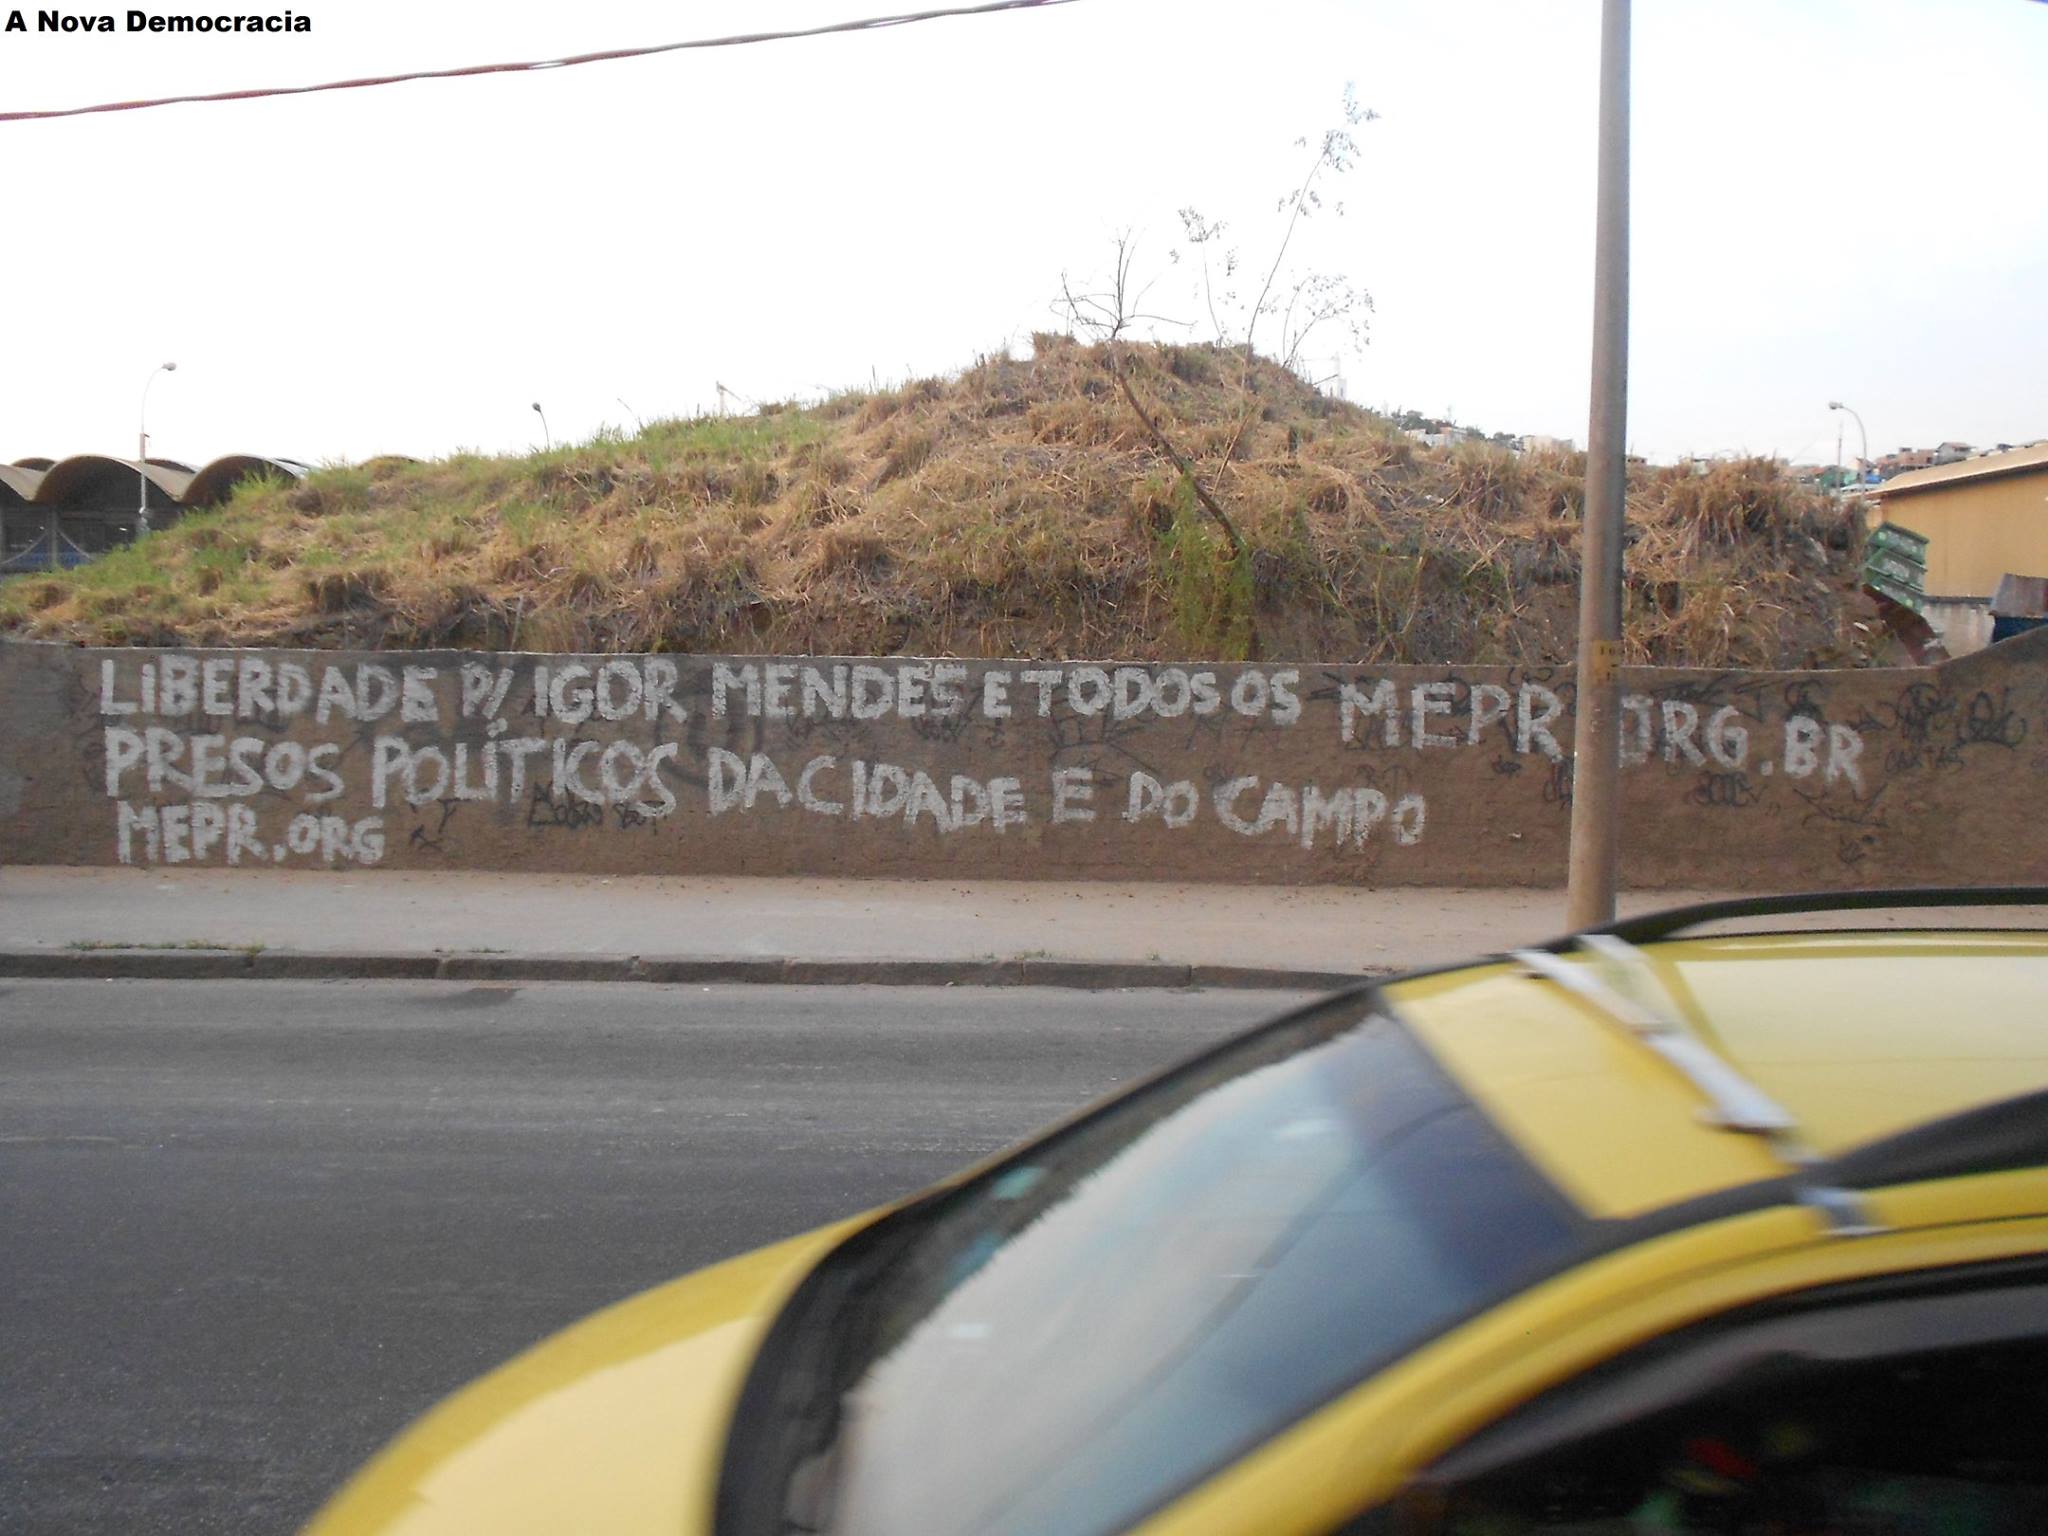 A Nova Democracia
LIBERDADE P/ IGOR MENDES E TODOS OS
PRESOS POLÍTICOS DA CIDADE E DO CAMPO
MEPR.ORG
MEPR.ORG.BR